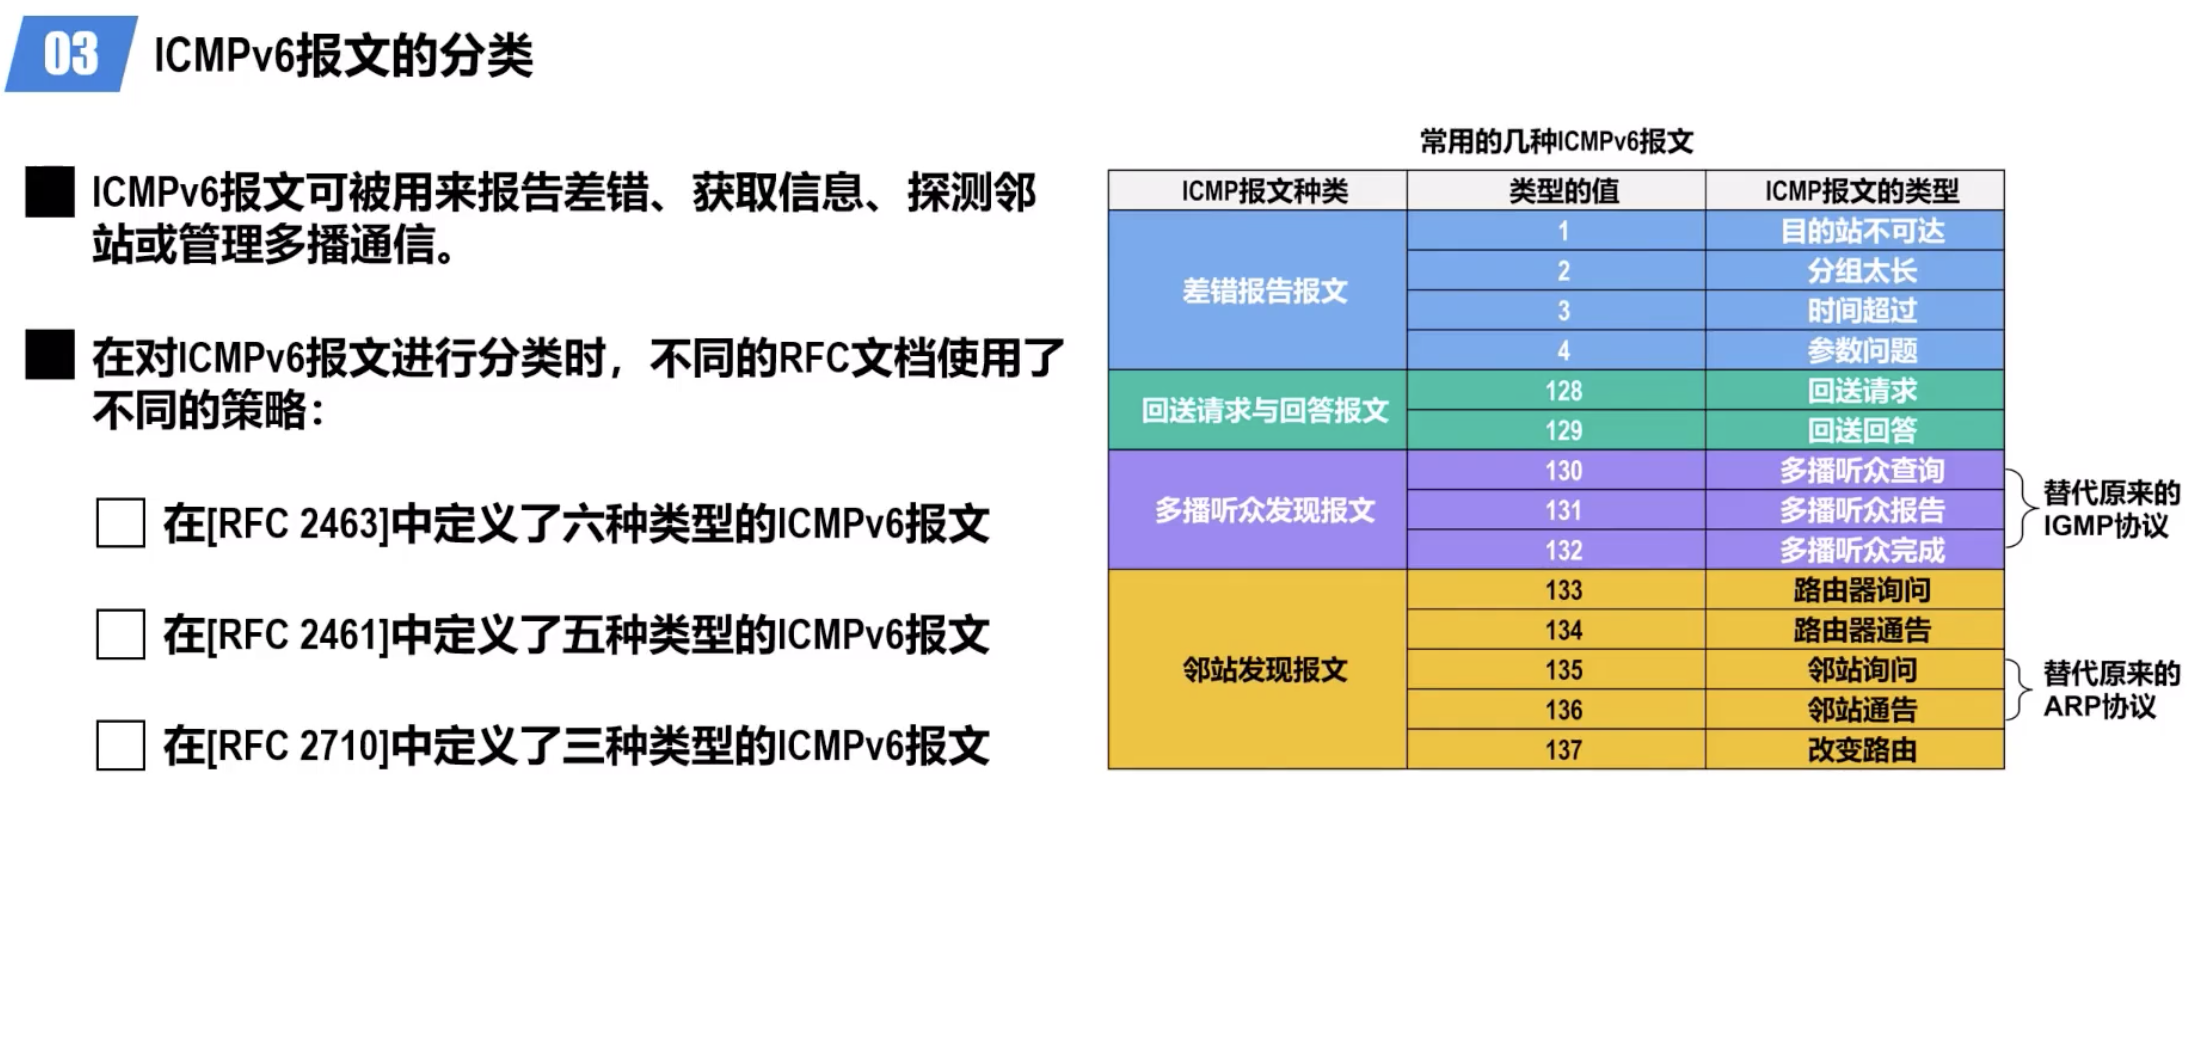 03 ICMPv6报文的分类
ICMPv6报文可被用来报告差错、获取信息、探测邻
站或管理多播通信。
在对ICMPv6报文进行分类时，不同的RFC文档使用了
不同的策略：
在[RFC 2463]中定义了六种类型的ICMPv6报文
在[RFC 2461]中定义了五种类型的ICMPv6报文
在[RFC 2710]中定义了三种类型的ICMPv6报文
常用的几种ICMPv6报文
ICMP报文种类 类型的值 ICMP报文的类型
差错报告报文
1 目的站不可达
2 分组太长
3 时间超过
4 参数问题
回送请求与回答报文
128 回送请求
129 回送回答
多播听众发现报文
130 多播听众查询
131 多播听众报告
132 多播听众完成
替代原来的
IGMP协议
邻站发现报文
133 路由器询问
134 路由器通告
135 邻站询问
136 邻站通告
137 改变路由
替代原来的
ARP协议